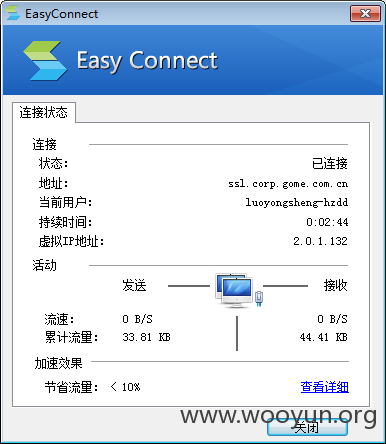 EasyConnect
Easy Connect
连接状态
连接
状态： 已连接
地址： ssl.corp.gome.com.cn
当前用户： luoyongsheng-hzdd
持续时间： 0:02:44
虚拟IP地址： 2.0.1.132
活动
发送 接收
流速： 0 B/S 0 B/S
累计流量： 33.81 KB 44.41 KB
加速效果
节省流量： < 10% 查看详细
关闭
www.wooyun.org